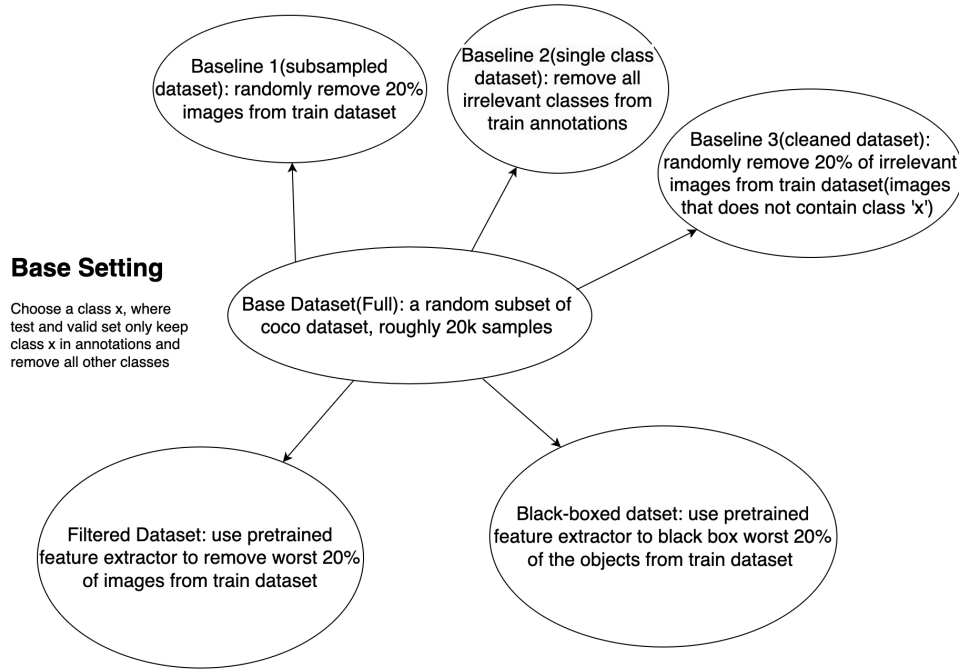 Baseline 1(subsampled
dataset): randomly remove 20%
images from train dataset
Baseline 2(single class
dataset): remove all
irrelevant classes from
train annotations
Baseline 3(cleaned dataset):
randomly remove 20% of irrelevant
images from train dataset(images
that does not contain class 'x')
Base Setting
Choose a class x, where
test and valid set only keep
class x in annotations and
remove all other classes
Base Dataset(Full): a random subset of
coco dataset, roughly 20k samples
Filtered Dataset: use pretrained
feature extractor to remove worst 20%
of images from train dataset
Black-boxed datset: use pretrained
feature extractor to black box worst 20%
of the objects from train dataset